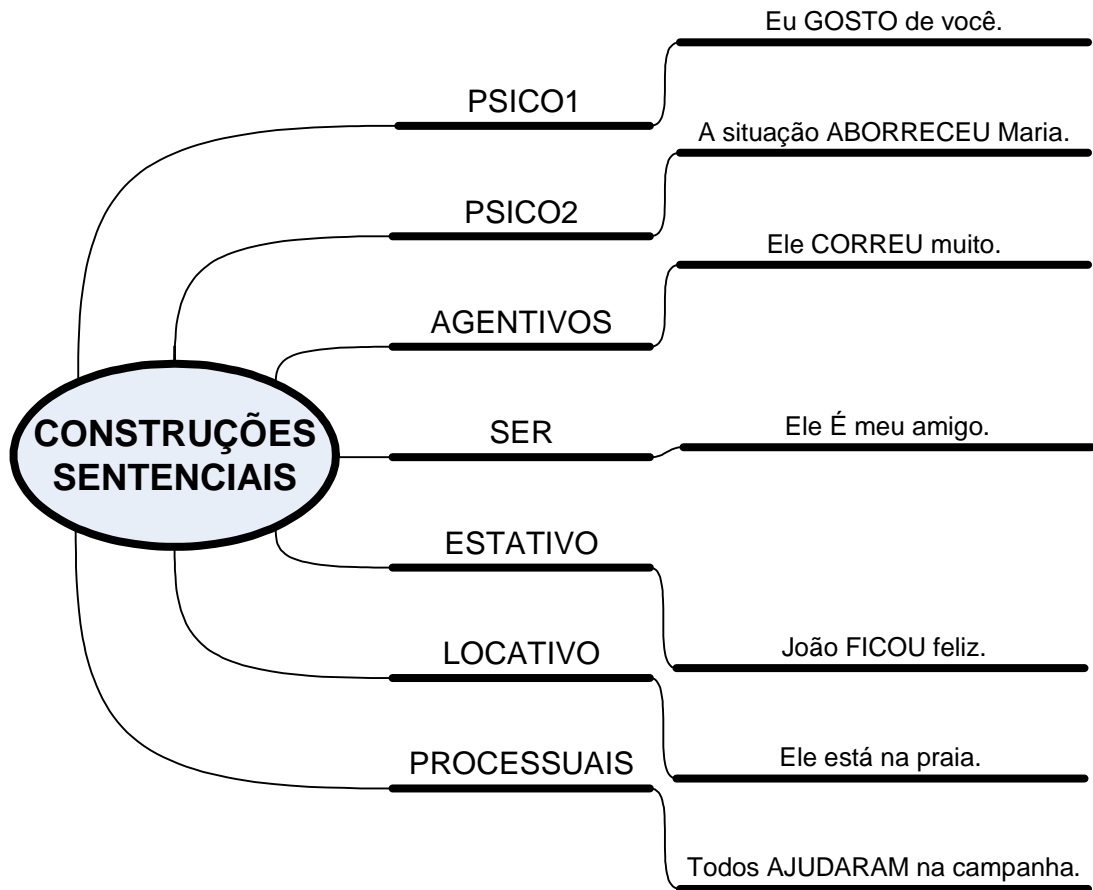 Eu GOSTO de você.
PSICO1
A situação ABORRECEU Maria.
PSICO2
Ele CORREU muito.
AGENTIVOS
CONSTRUÇÕES
SENTENCIAIS
SER
Ele É meu amigo.
ESTATIVO
João FICOU feliz.
LOCATIVO
Ele está na praia.
PROCESSUAIS
Todos AJUDARAM na campanha.